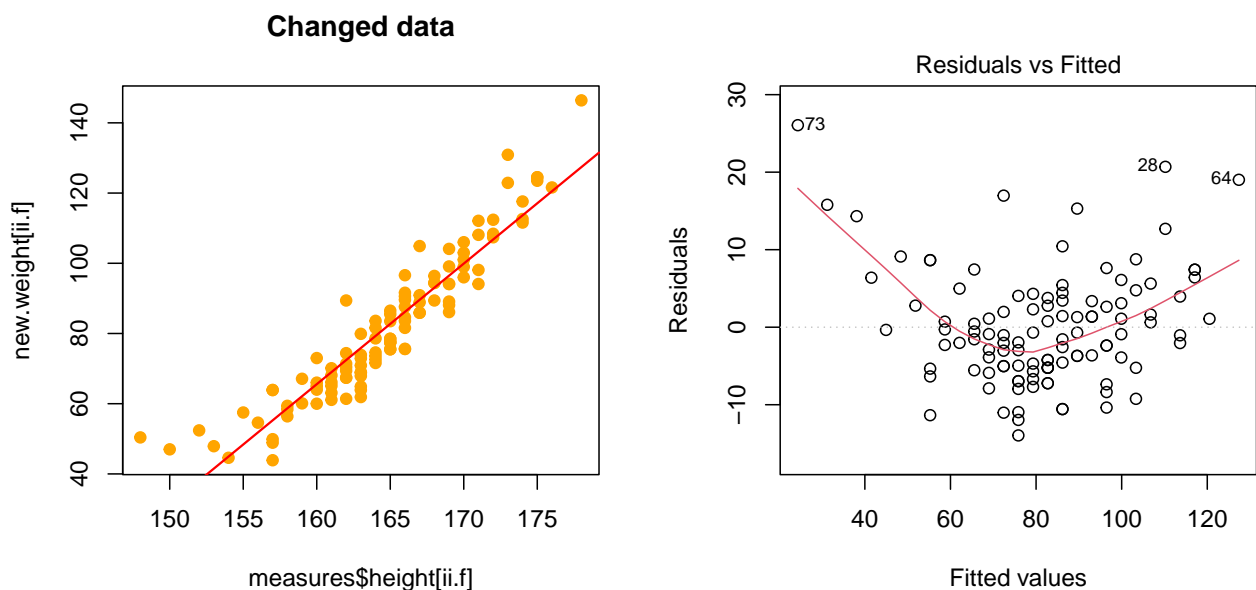 Changed data
new.weight[ii.f]
40 60 80 100 120 140
150 155 160 165 170 175
measures$height[ii.f]
Residuals vs Fitted
Residuals
−10 0 10 20 30
73
28
64
40 60 80 100 120
Fitted values